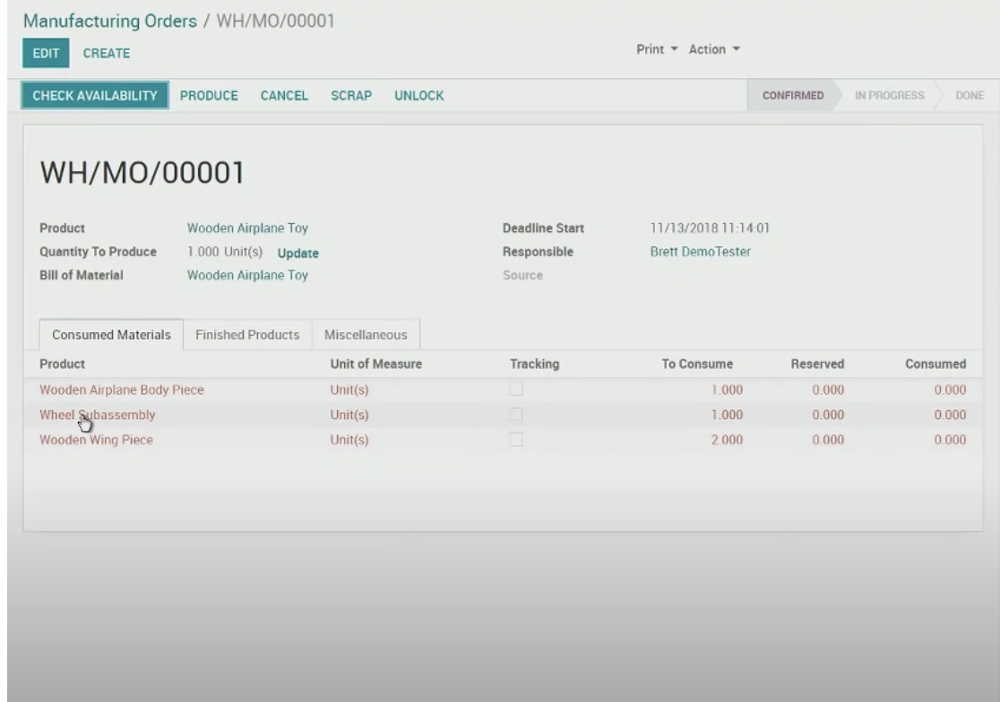 Manufacturing Orders / WH/MO/00001
EDIT CREATE Print Action
CHECK AVAILABILITY PRODUCE CANCEL SCRAP UNLOCK CONFIRMED IN PROGRESS DONE
WH/MO/00001
Product Wooden Airplane Toy Deadline Start 11/13/2018 11:14:01
Quantity To Produce 1.000 Unit(s) Update Responsible Brett DemoTester
Bill of Material Wooden Airplane Toy Source
Consumed Materials Finished Products Miscellaneous
Product Unit of Measure Tracking To Consume Reserved Consumed
Wooden Airplane Body Piece Unit(s) 1.000 0.000 0.000
Wheel Subassembly Unit(s) 1.000 0.000 0.000
Wooden Wing Piece Unit(s) 2.000 0.000 0.000